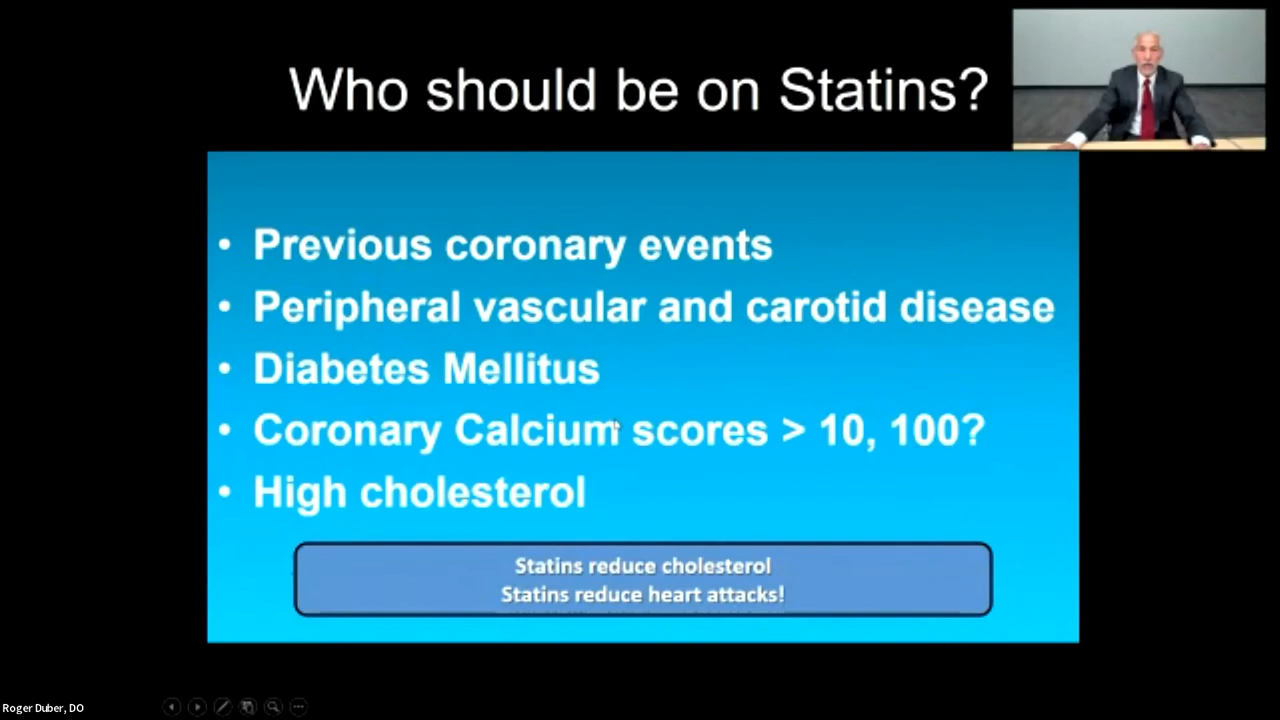 Who should be on Statins?
• Previous coronary events
• Peripheral vascular and carotid disease
• Diabetes Mellitus
• Coronary Calcium scores > 10, 100?
• High cholesterol
Statins reduce cholesterol
Statins reduce heart attacks!
Roger Duber, DO